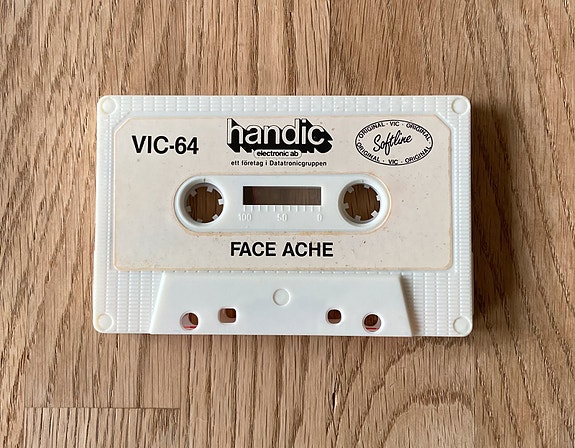 VIC-64
handic
electronic ab
ett företag i Datatronicgruppen
ORIGINAL · VIC · ORIGINAL
Softline
ORIGINAL · VIC · ORIGINAL
100 50 0
FACE ACHE